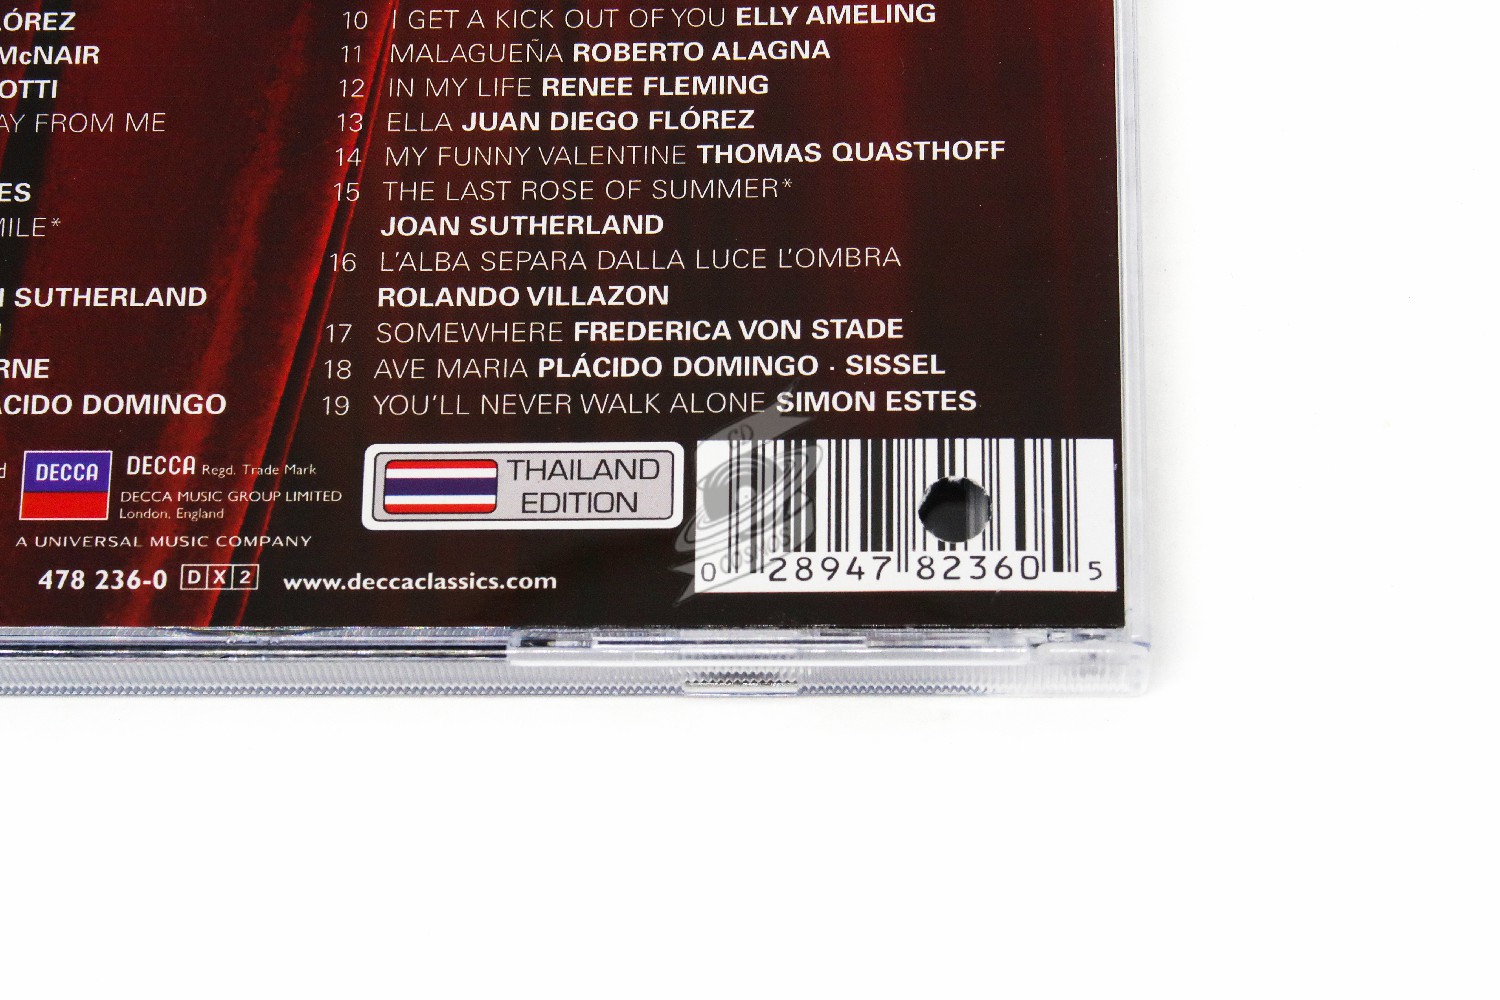 LÓREZ
McNAIR
OTTI
AY FROM ME
ES
MILE*
SUTHERLAND
RNE
ÁCIDO DOMINGO
10 I GET A KICK OUT OF YOU ELLY AMELING
11 MALAGUEÑA ROBERTO ALAGNA
12 IN MY LIFE RENEE FLEMING
13 ELLA JUAN DIEGO FLÓREZ
14 MY FUNNY VALENTINE THOMAS QUASTHOFF
15 THE LAST ROSE OF SUMMER*
JOAN SUTHERLAND
16 L'ALBA SEPARA DALLA LUCE L'OMBRA
ROLANDO VILLAZON
17 SOMEWHERE FREDERICA VON STADE
18 AVE MARIA PLÁCIDO DOMINGO · SISSEL
19 YOU'LL NEVER WALK ALONE SIMON ESTES
DECCA
DECCA Regd. Trade Mark
DECCA MUSIC GROUP LIMITED
London, England
A UNIVERSAL MUSIC COMPANY
478 236-0 DX2 www.deccaclassics.com
THAILAND
EDITION
CD
cosmos
0 28947 82360 5